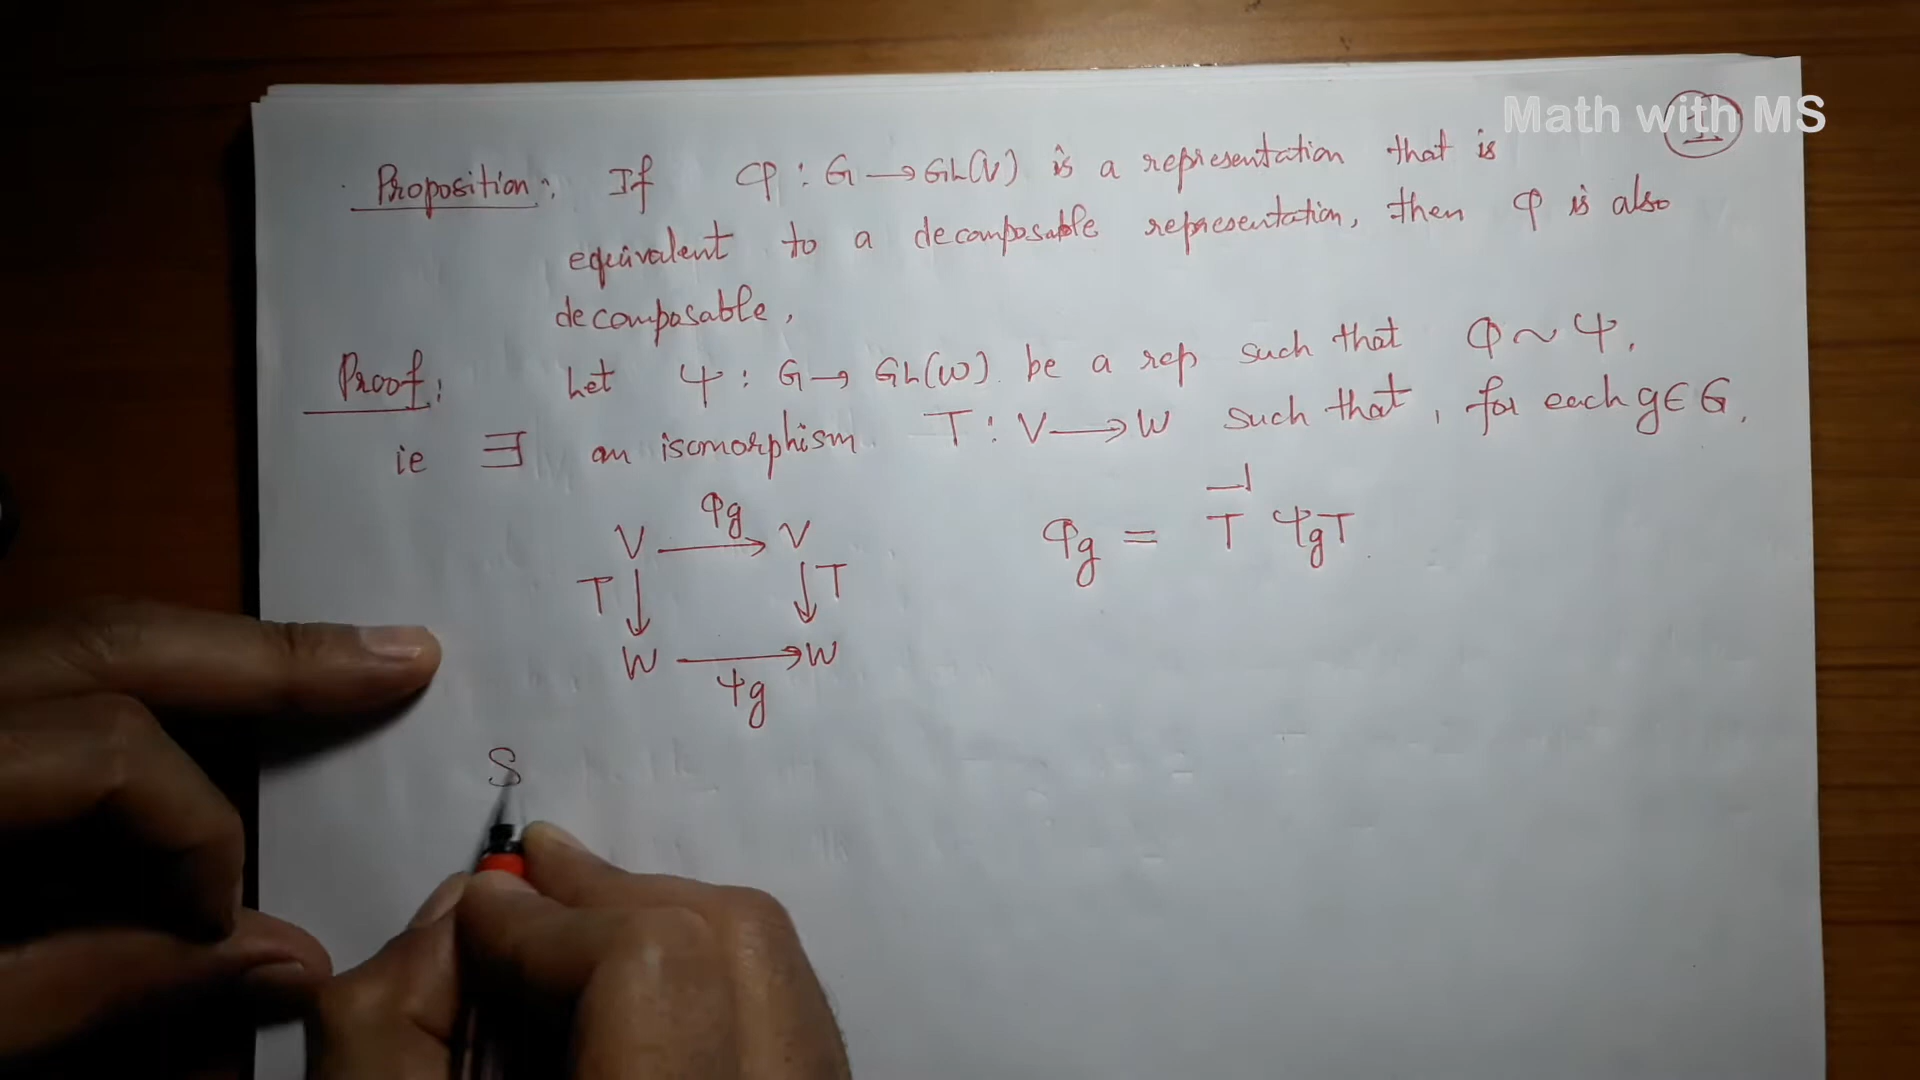 Math with MS
1
Proposition: If φ : G → GL(V) is a representation that is
equivalent to a decomposable representation, then φ is also
decomposable.
Proof: Let ψ : G → GL(W) be a rep such that φ ~ ψ.
ie ∃ an isomorphism T : V → W such that, for each g ∈ G,
V φg→ V
T↓ ↓T
W ψg→ W
φg = T⁻¹ ψg T
S